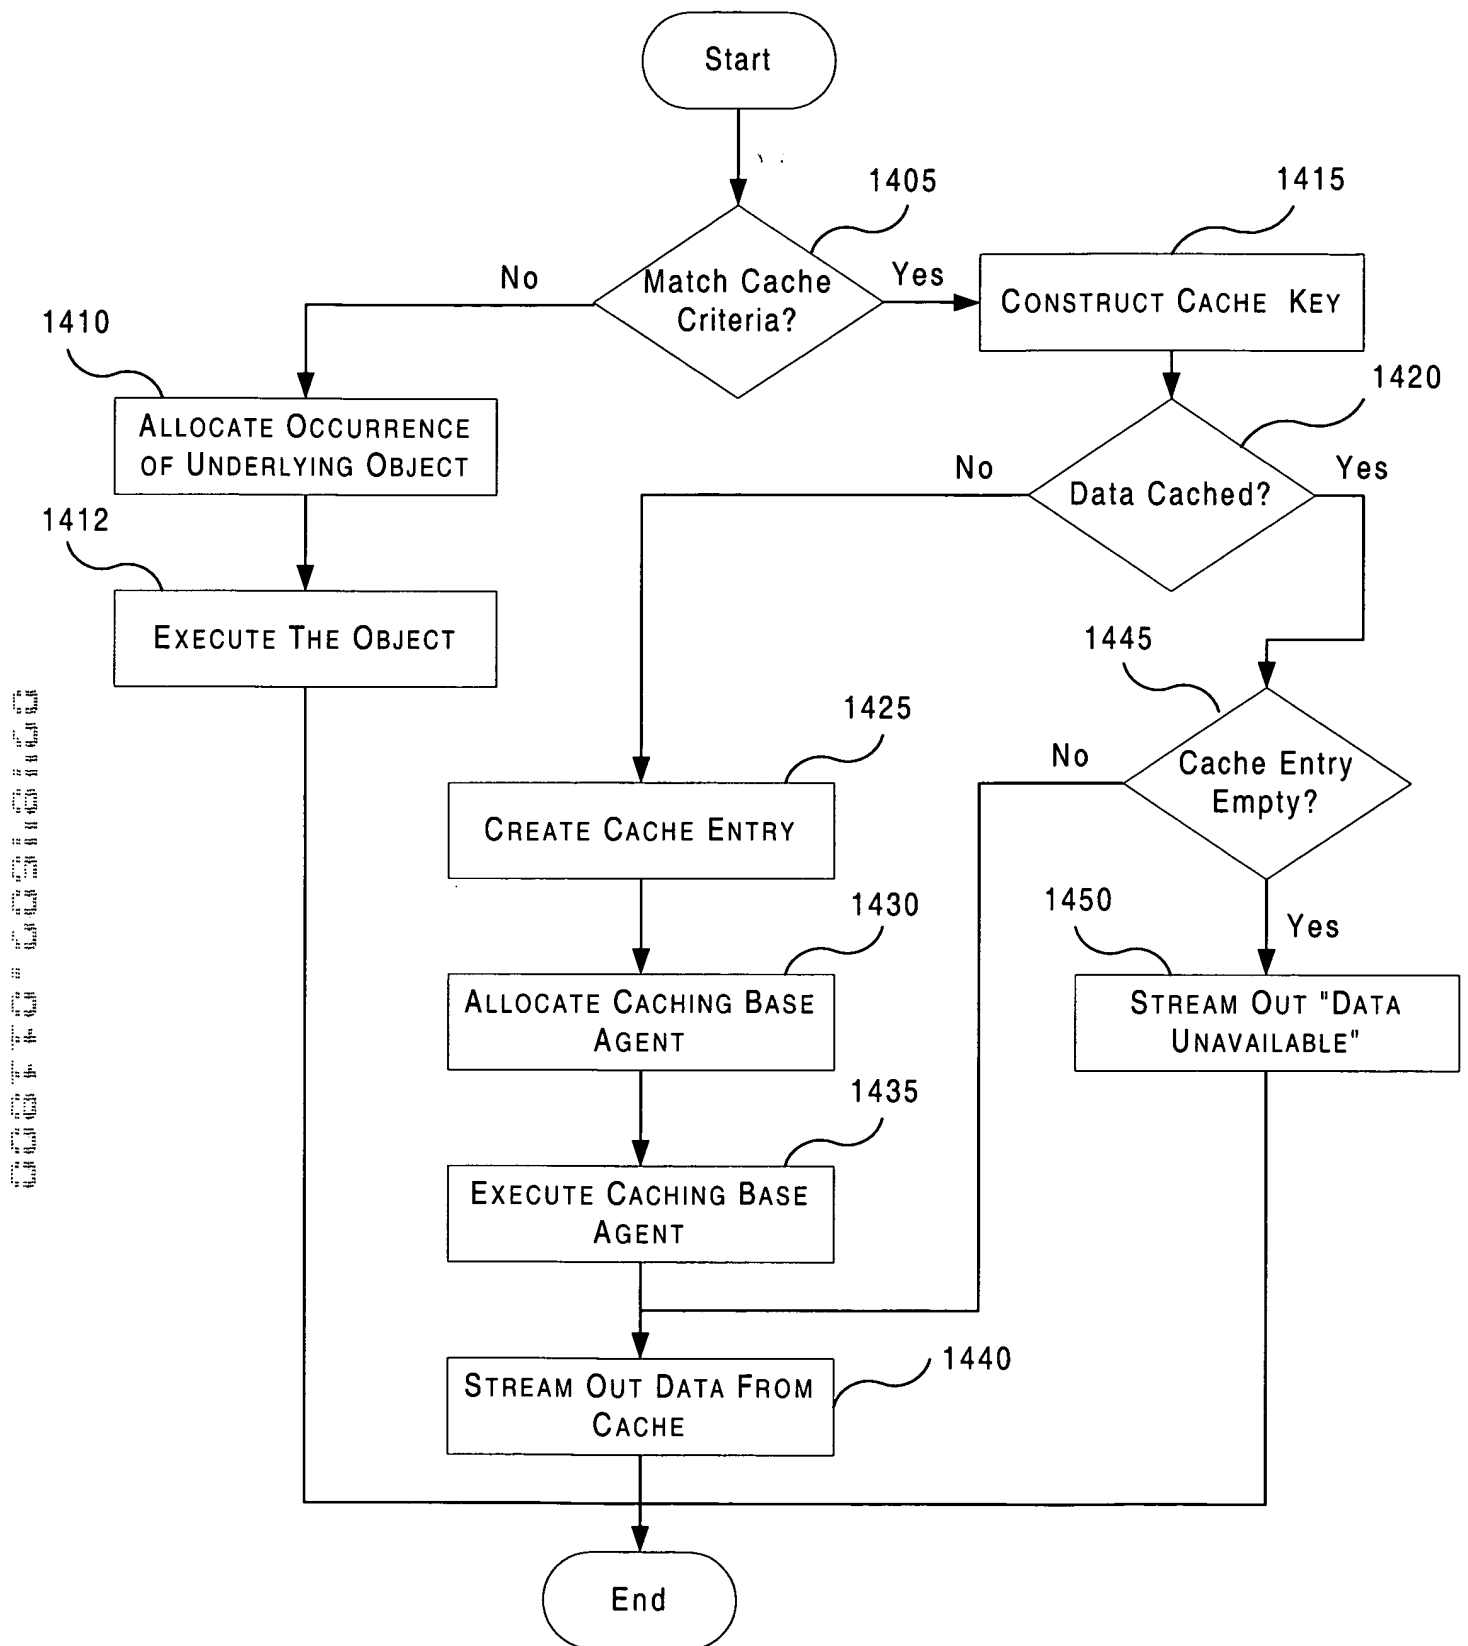 Start
1405
1415
No
Match Cache
Criteria?
Yes
CONSTRUCT CACHE KEY
1410
1420
ALLOCATE OCCURRENCE
OF UNDERLYING OBJECT
No
Data Cached?
Yes
1412
EXECUTE THE OBJECT
1445
1425
No
Cache Entry
Empty?
CREATE CACHE ENTRY
1430
1450
Yes
ALLOCATE CACHING BASE
AGENT
STREAM OUT "DATA
UNAVAILABLE"
1435
EXECUTE CACHING BASE
AGENT
1440
STREAM OUT DATA FROM
CACHE
End